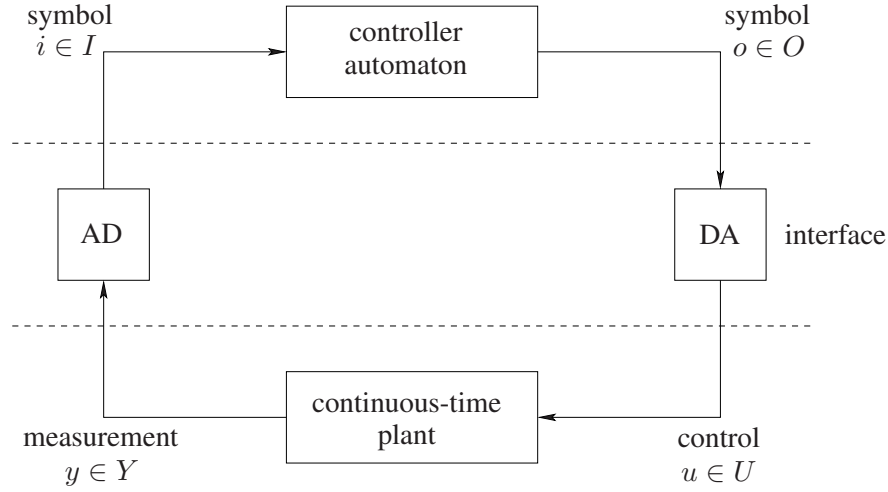 symbol
i ∈ I
controller
automaton
symbol
o ∈ O
AD
DA
interface
continuous-time
plant
measurement
y ∈ Y
control
u ∈ U